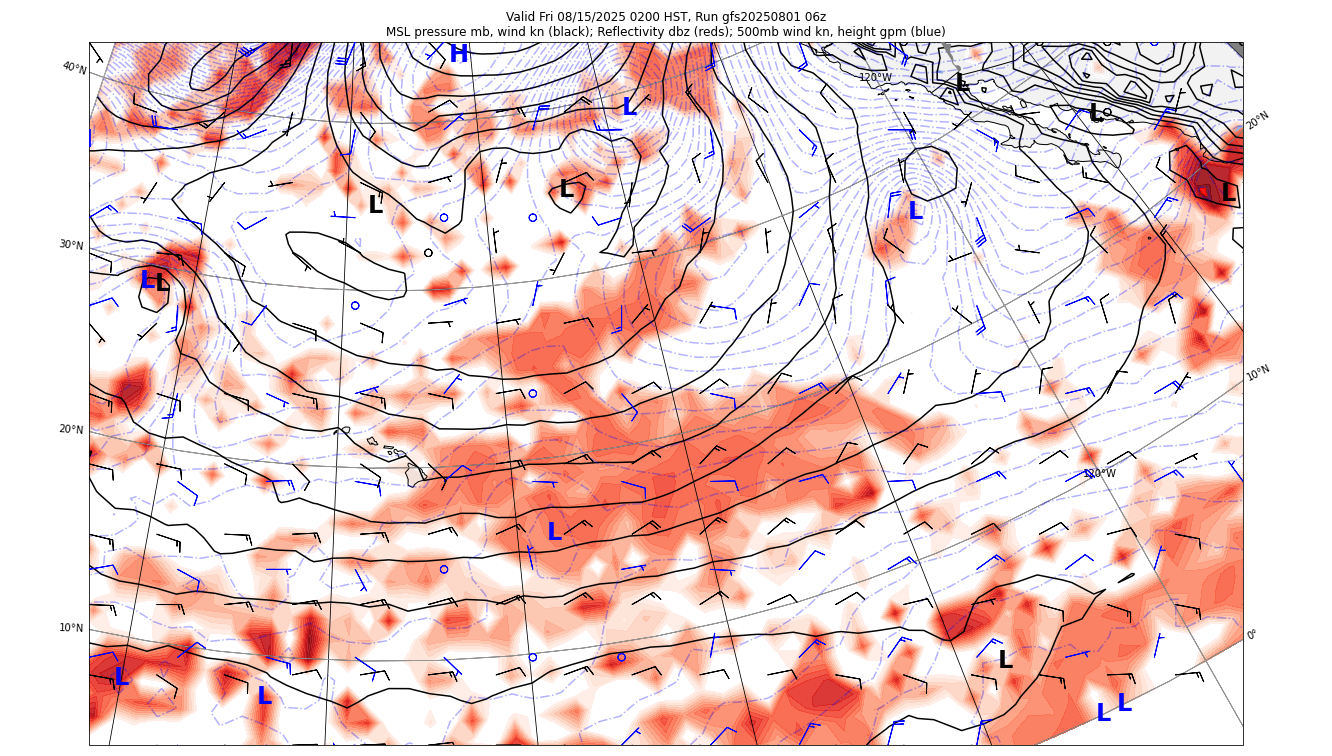 Valid Fri 08/15/2025 0200 HST, Run gfs20250801 06z
MSL pressure mb, wind kn (black); Reflectivity dbz (reds); 500mb wind kn, height gpm (blue)
H
40°N
120°W
L
L
L
20°N
L
L
L
L
30°N
L
L
10°N
20°N
120°W
L
10°N
0°
L
L
L
L
L